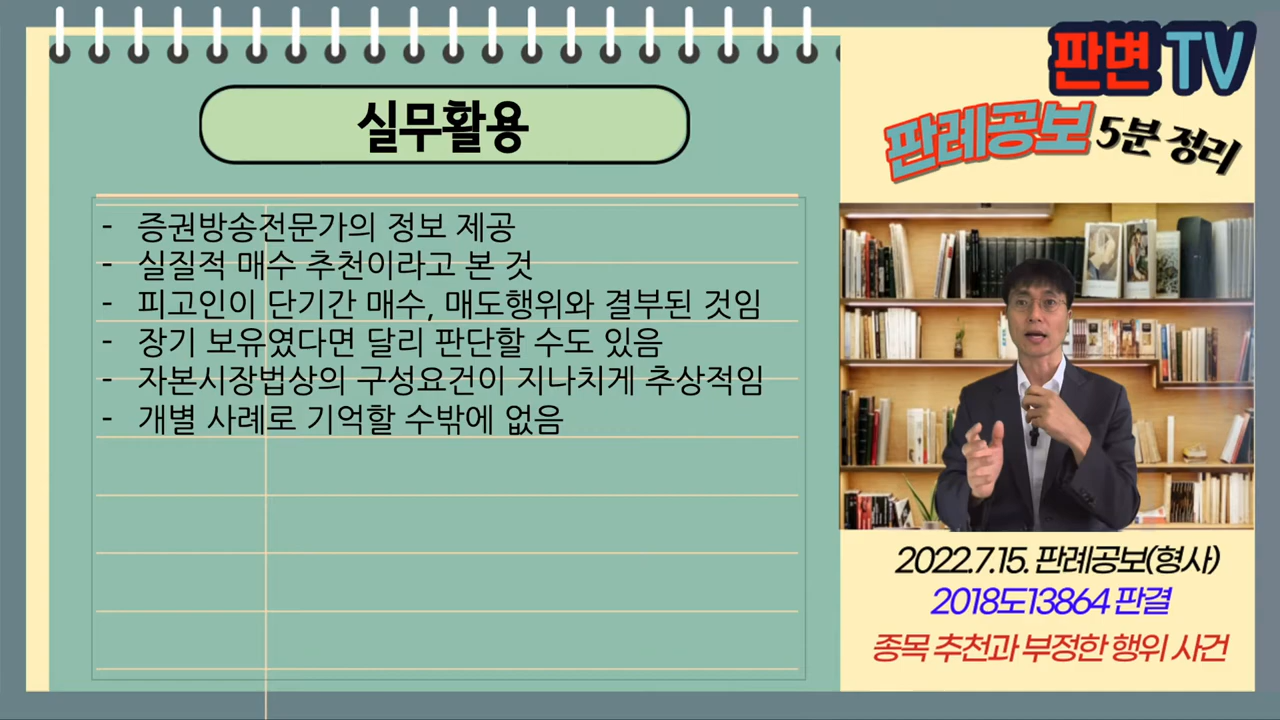 실무활용
- 증권방송전문가의 정보 제공
- 실질적 매수 추천이라고 본 것
- 피고인이 단기간 매수, 매도행위와 결부된 것임
- 장기 보유였다면 달리 판단할 수도 있음
- 자본시장법상의 구성요건이 지나치게 추상적임
- 개별 사례로 기억할 수밖에 없음
판변 TV
판례공보 5분 정리
2022.7.15. 판례공보(형사)
2018도13864 판결
종목 추천과 부정한 행위 사건